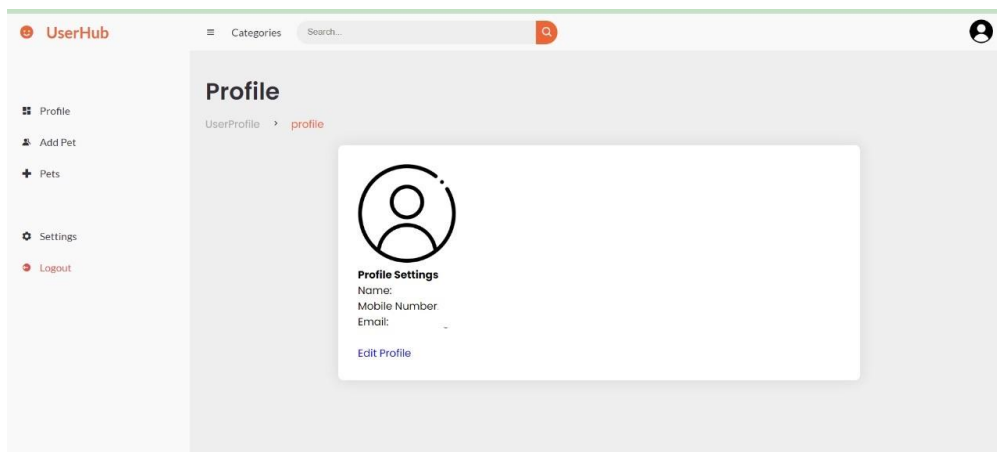 UserHub
Categories
Search...
Profile
Add Pet
Pets
Settings
Logout
Profile
UserProfile > profile
Profile Settings
Name:
Mobile Number
Email:
Edit Profile